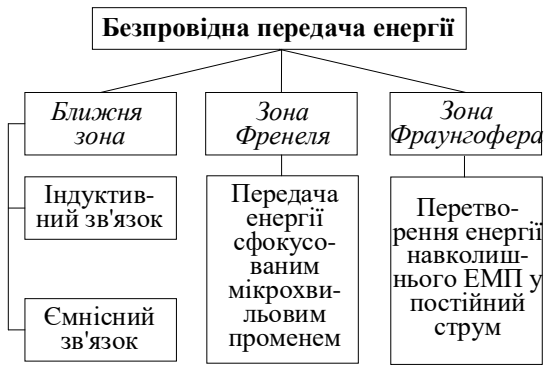 Безпровідна передача енергії
Ближня
зона
Зона
Френеля
Зона
Фраунгофера
Індуктив-
ний зв'язок
Ємнісний
зв'язок
Передача
енергії
сфокусо-
ваним
мікрохви-
льовим
променем
Перетво-
рення енергії
навколиш-
нього ЕМП у
постійний
струм